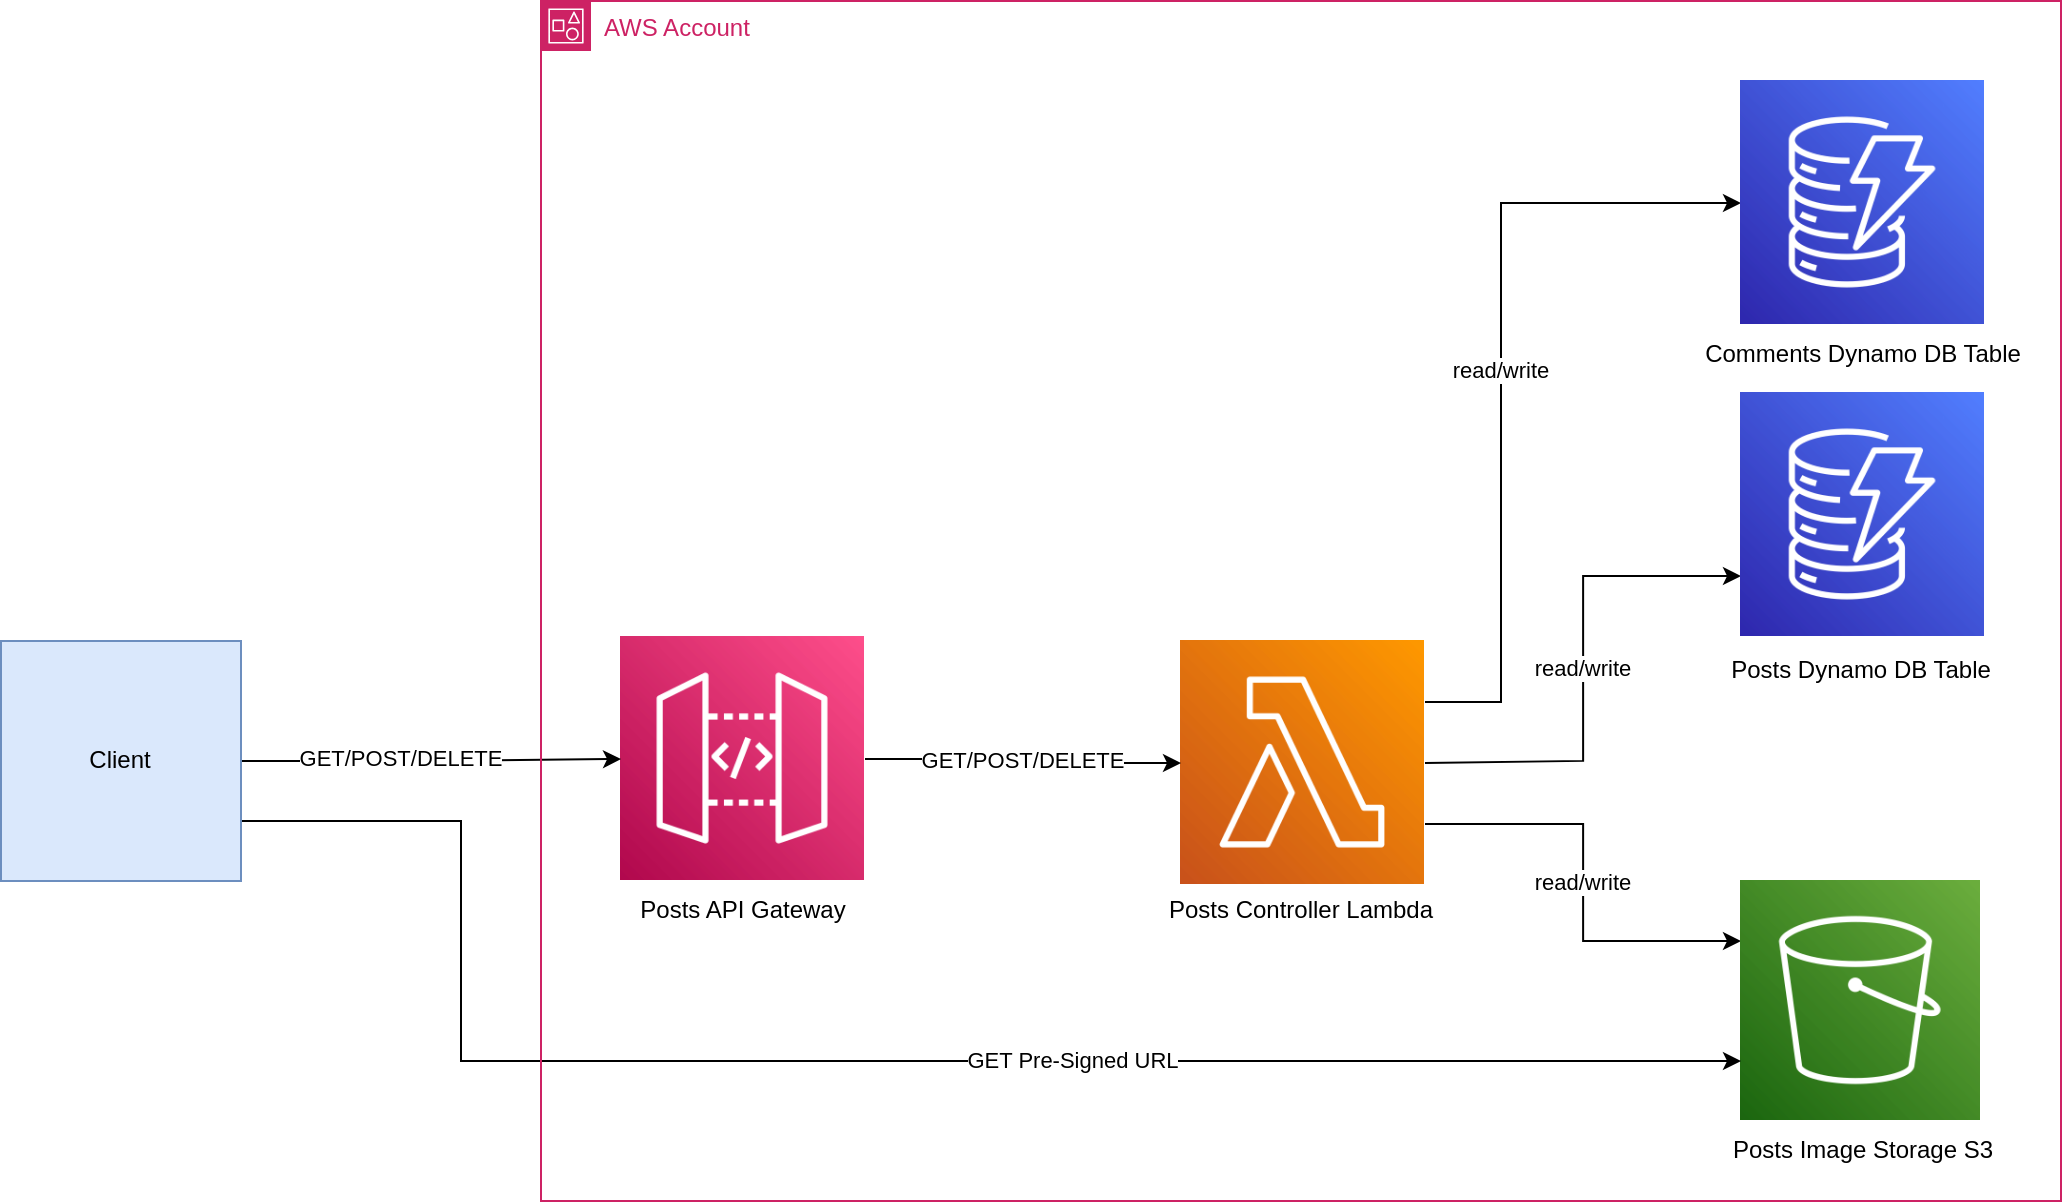 AWS Account
Comments Dynamo DB Table
read/write
read/write
Posts Dynamo DB Table
Client
GET/POST/DELETE
GET/POST/DELETE
read/write
Posts API Gateway
Posts Controller Lambda
GET Pre-Signed URL
Posts Image Storage S3